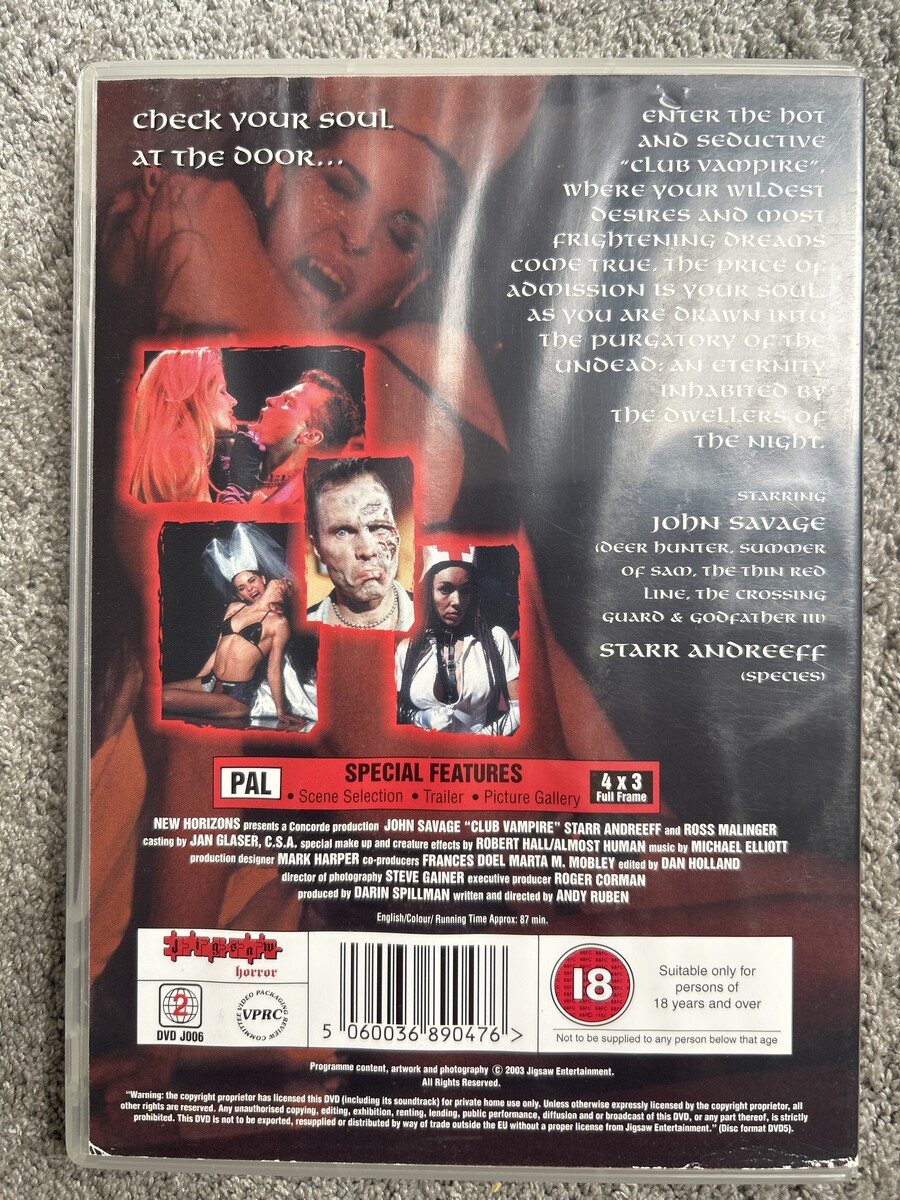 CHECK YOUR SOUL
AT THE DOOR...
ENTER THE HOT
AND SEDUCTIVE
"CLUB VAMPIRE",
WHERE YOUR WILDEST
DESIRES AND MOST
FRIGHTENING DREAMS
COME TRUE. THE PRICE OF
ADMISSION IS YOUR SOUL,
AS YOU ARE DRAWN INTO
THE PURGATORY OF THE
UNDEAD: AN ETERNITY
INHABITED BY
THE DWELLERS OF
THE NIGHT.
STARRING
JOHN SAVAGE
(DEER HUNTER, SUMMER
OF SAM, THE THIN RED
LINE, THE CROSSING
GUARD & GODFATHER III)
STARR ANDREEFF
(SPECIES)
PAL
SPECIAL FEATURES
• Scene Selection • Trailer • Picture Gallery
4 x 3
Full Frame
NEW HORIZONS presents a Concorde production JOHN SAVAGE "CLUB VAMPIRE" STARR ANDREEFF and ROSS MALINGER
casting by JAN GLASER, C.S.A. special make up and creature effects by ROBERT HALL/ALMOST HUMAN music by MICHAEL ELLIOTT
production designer MARK HARPER co-producers FRANCES DOEL MARTA M. MOBLEY edited by DAN HOLLAND
director of photography STEVE GAINER executive producer ROGER CORMAN
produced by DARIN SPILLMAN written and directed by ANDY RUBEN
English/Colour/ Running Time Approx: 87 min.
jigsaw
horror
2
DVD J006
VIDEO PACKAGING REVIEW COMMITTEE
VPRC
5 060036 890476 >
18
Suitable only for
persons of
18 years and over
Not to be supplied to any person below that age
Programme content, artwork and photography © 2003 Jigsaw Entertainment.
All Rights Reserved.
"Warning: the copyright proprietor has licensed this DVD (including its soundtrack) for private home use only. Unless otherwise expressly licensed by the copyright proprietor, all
other rights are reserved. Any unauthorised copying, editing, exhibition, renting, lending, public performance, diffusion and or broadcast of this DVD, or any part thereof, is strictly
prohibited. This DVD is not to be exported, resupplied or distributed by way of trade outside the EU without a proper license from Jigsaw Entertainment." (Disc format DVD5).